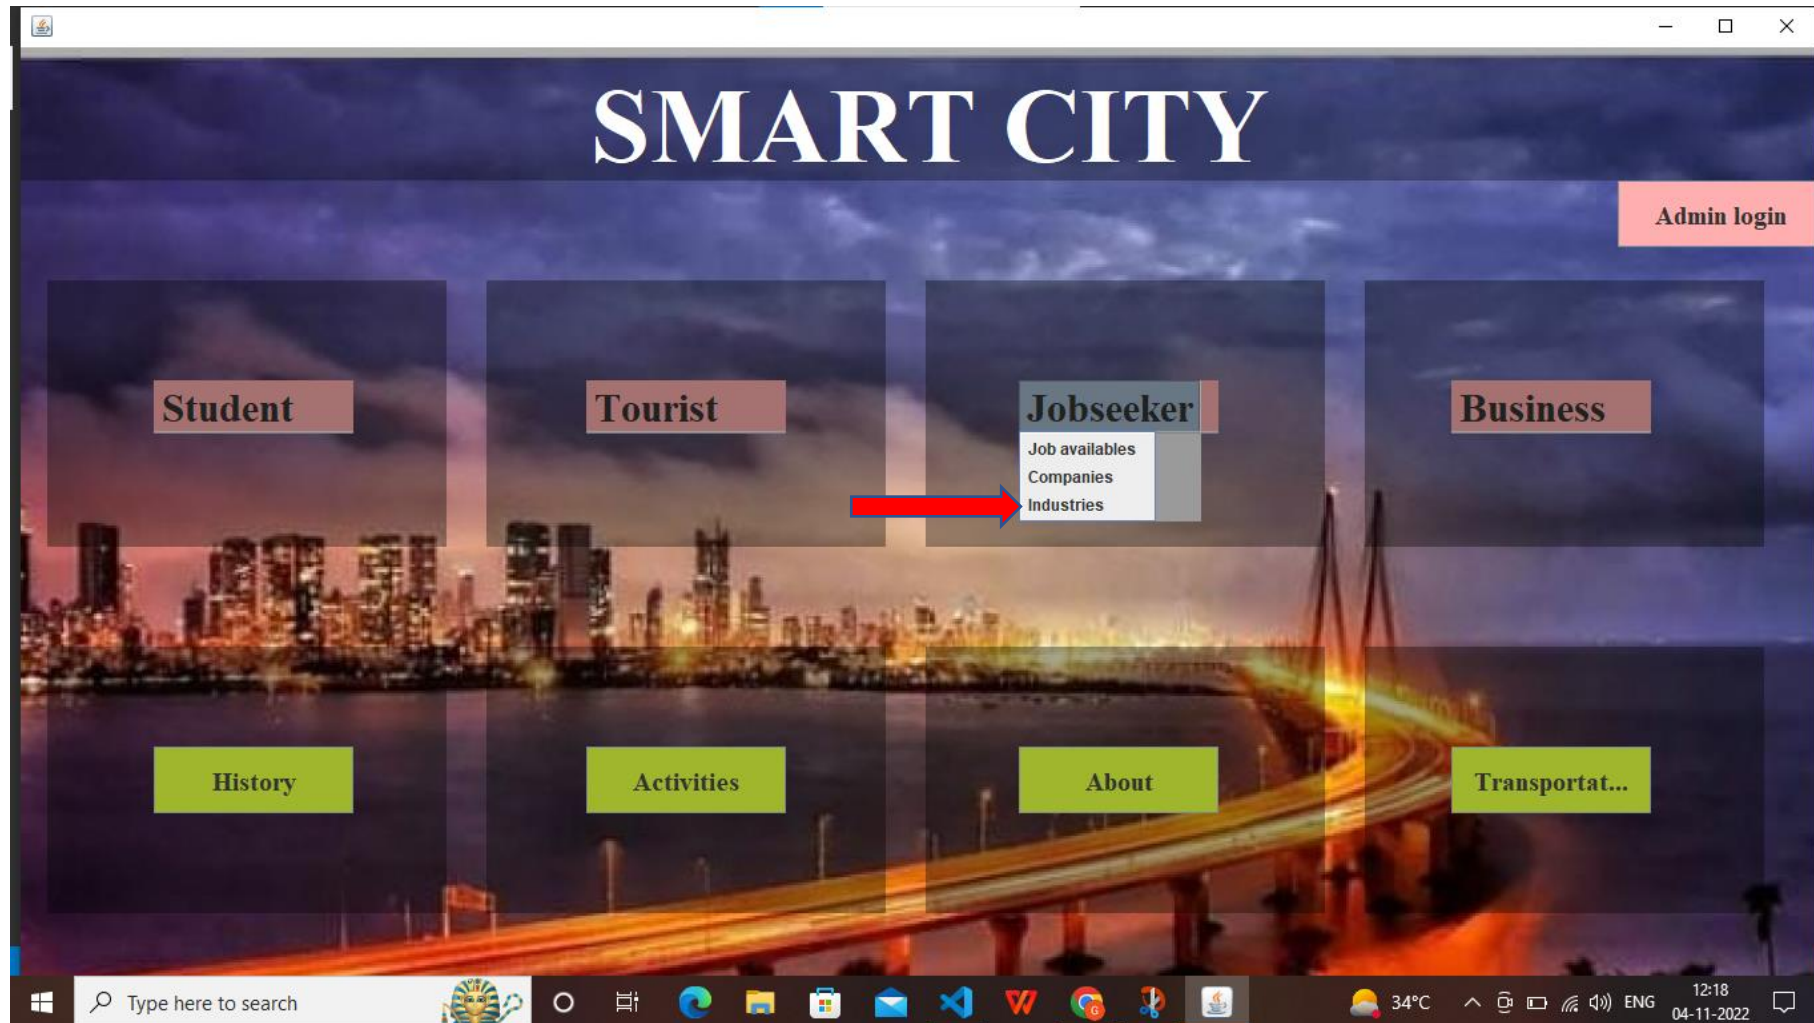 SMART CITY
Admin login
Student
Tourist
Jobseeker
Business
Job availables
Companies
Industries
History
Activities
About
Transportat...
Type here to search
34°C
ENG
12:18
04-11-2022